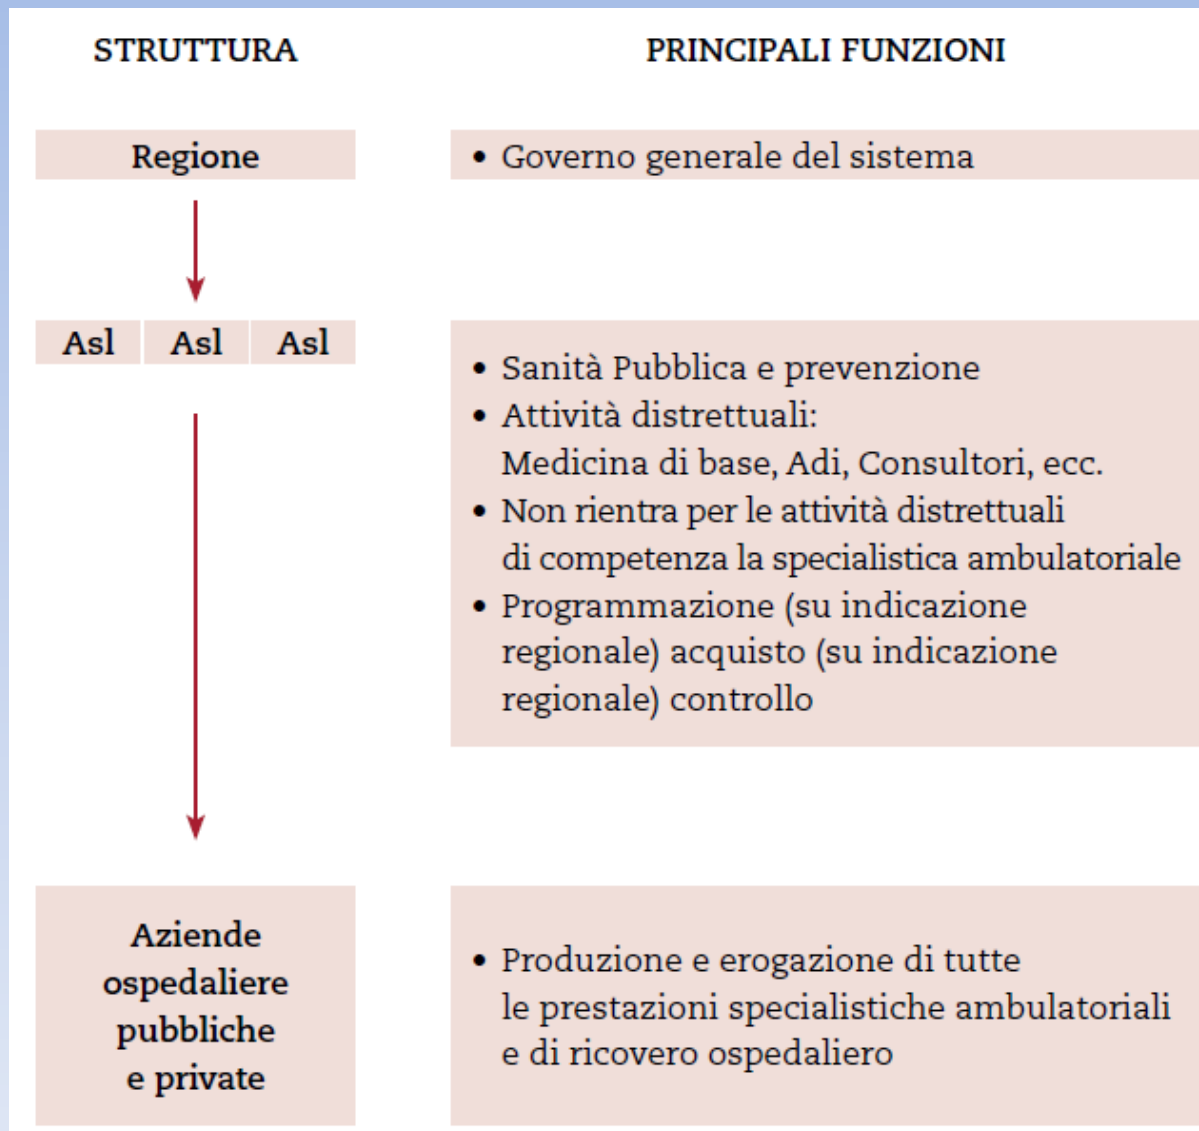 STRUTTURA
PRINCIPALI FUNZIONI
Regione
• Governo generale del sistema
Asl Asl Asl
• Sanità Pubblica e prevenzione
• Attività distrettuali:
Medicina di base, Adi, Consultori, ecc.
• Non rientra per le attività distrettuali
di competenza la specialistica ambulatoriale
• Programmazione (su indicazione
regionale) acquisto (su indicazione
regionale) controllo
Aziende
ospedaliere
pubbliche
e private
• Produzione e erogazione di tutte
le prestazioni specialistiche ambulatoriali
e di ricovero ospedaliero